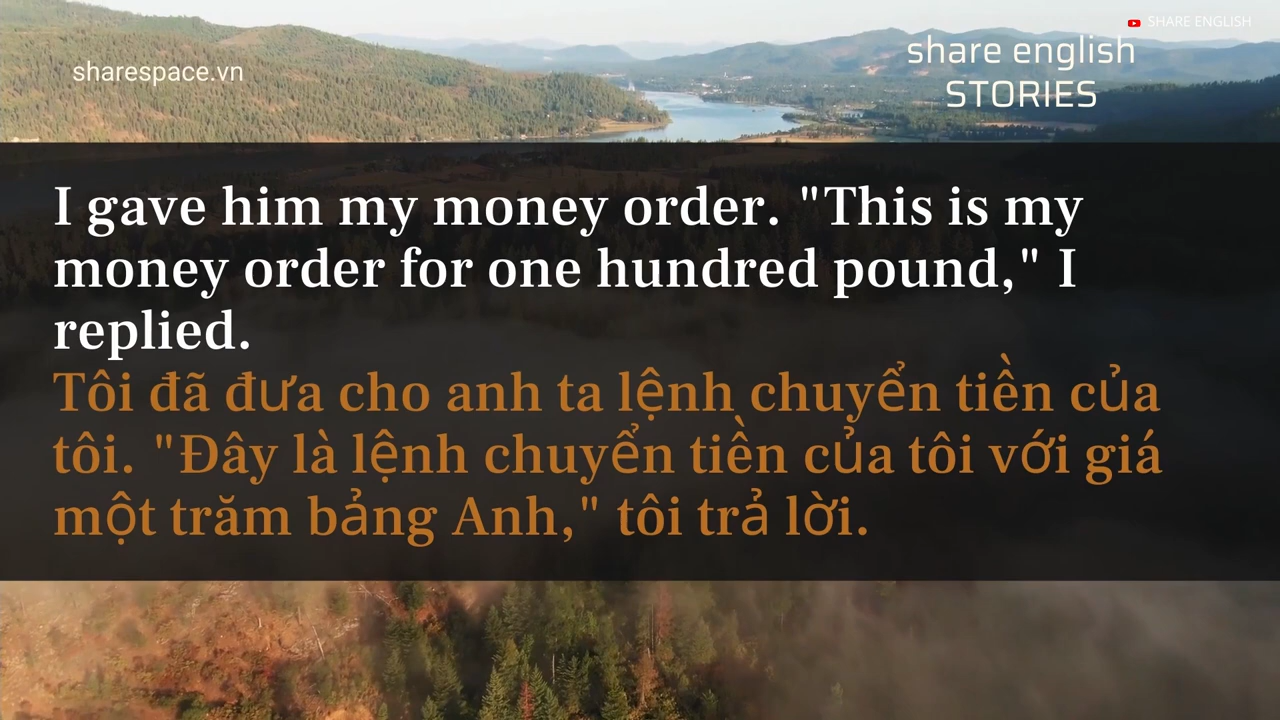 SHARE ENGLISH
share english
sharespace.vn
STORIES
I gave him my money order. "This is my
money order for one hundred pound," I
replied.
Tôi đã đưa cho anh ta lệnh chuyển tiền của
tôi. "Đây là lệnh chuyển tiền của tôi với giá
một trăm bảng Anh," tôi trả lời.